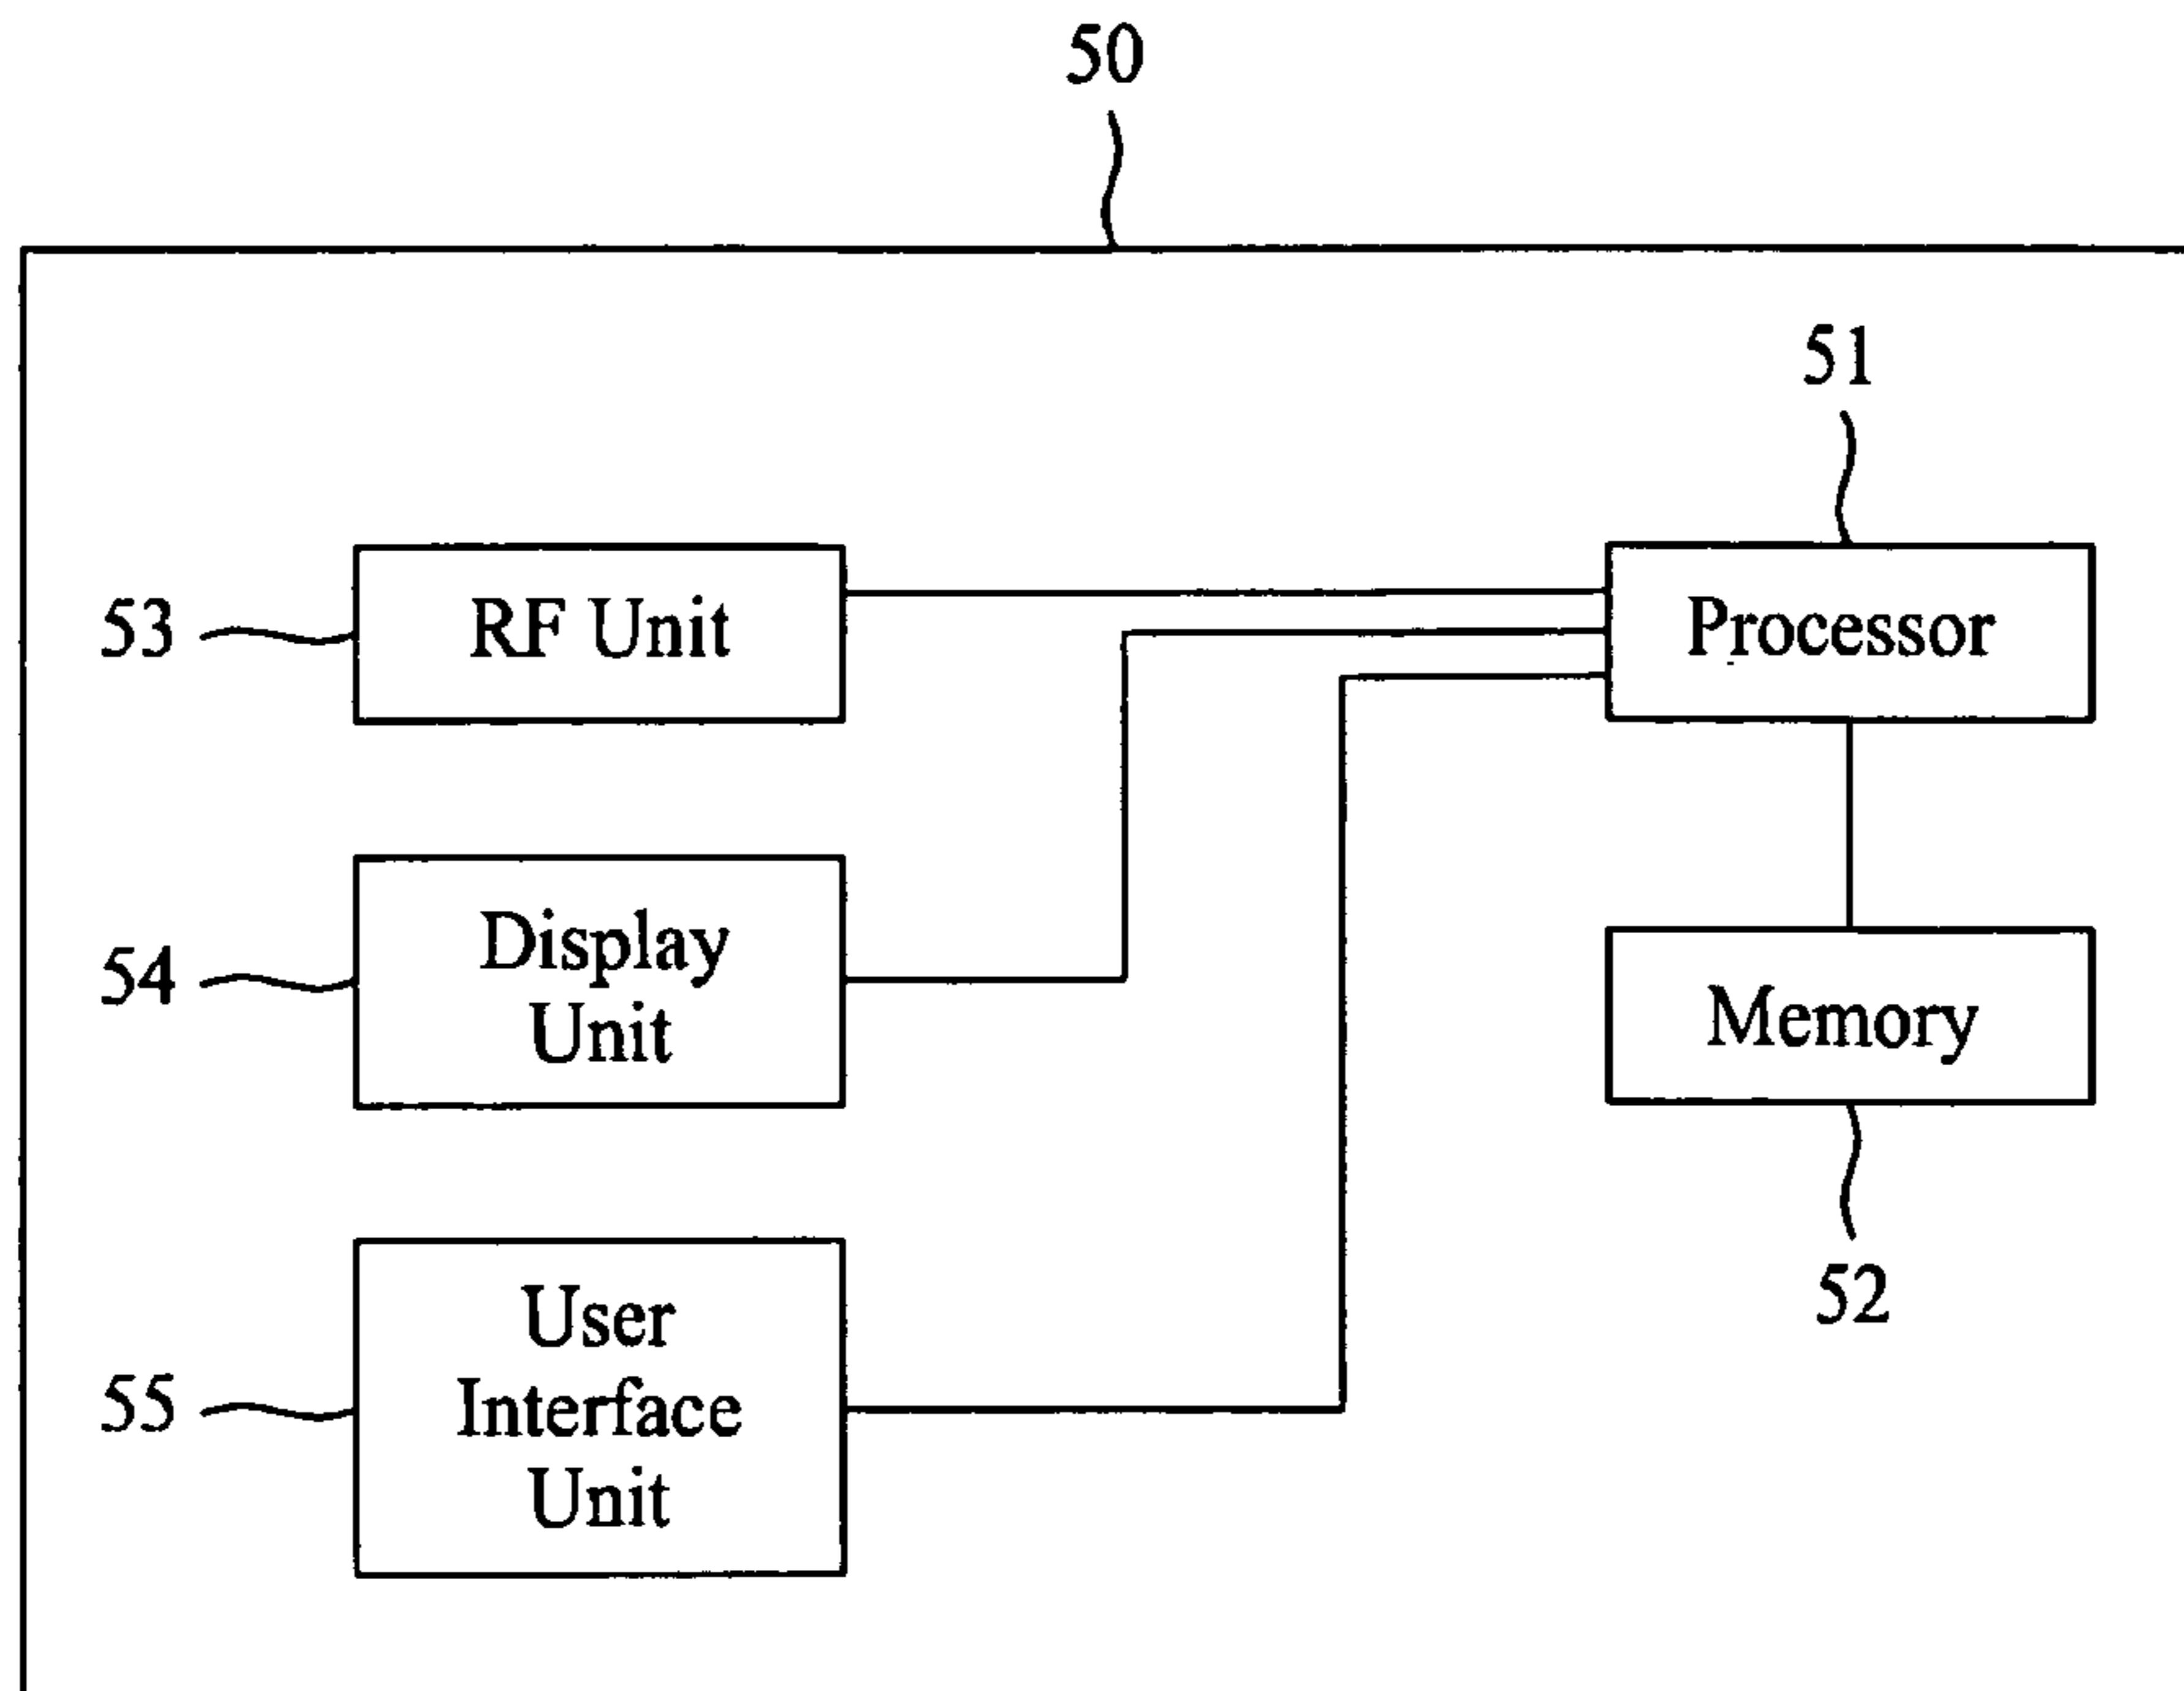 50
51
53
RF Unit
Processor
54
Display
Unit
Memory
52
55
User
Interface
Unit